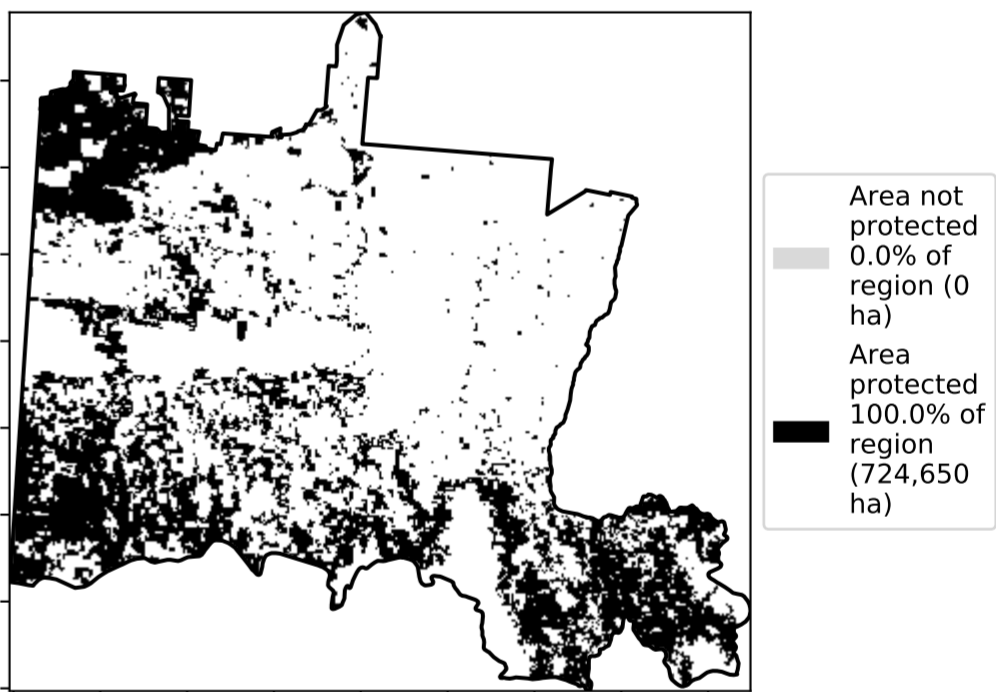 Area not
protected
0.0% of
region (0
ha)
Area
protected
100.0% of
region
(724,650
ha)